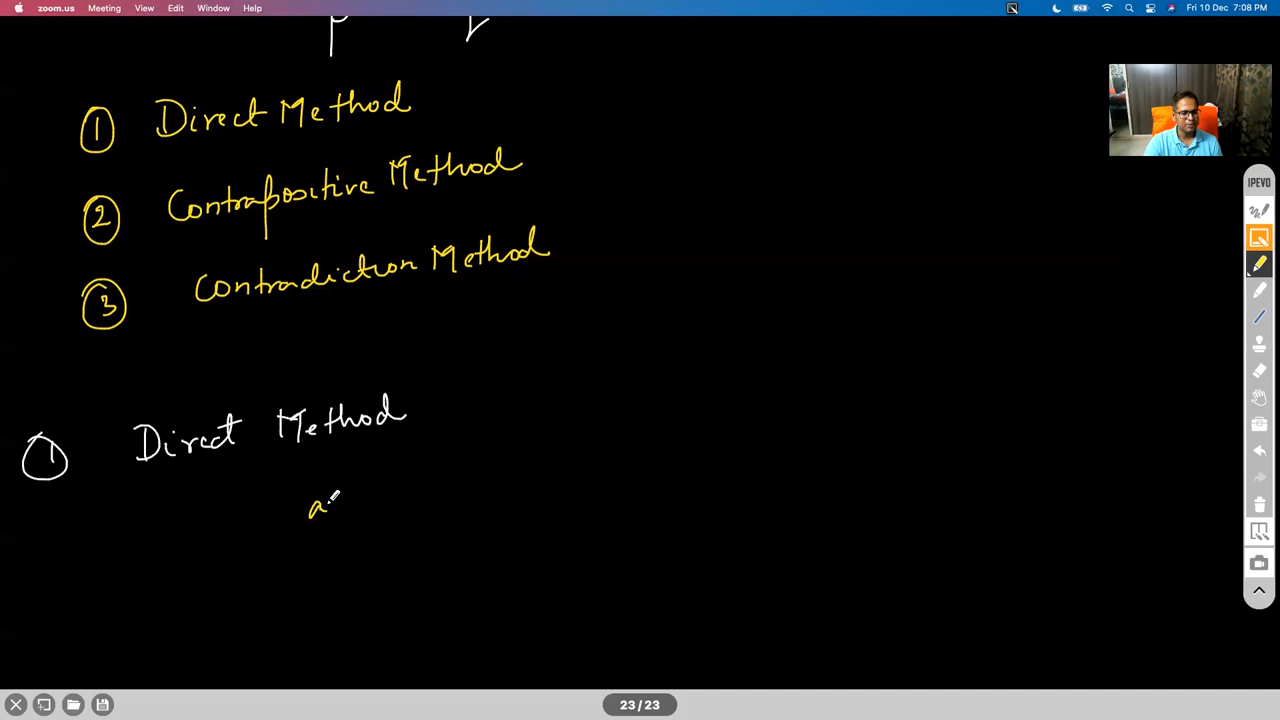 zoom.us Meeting View Edit Window Help Fri 10 Dec 7:08 PM
p q
① Direct Method
② Contrapositive Method
③ Contradiction Method
① Direct Method
a
IPEVO
23/23